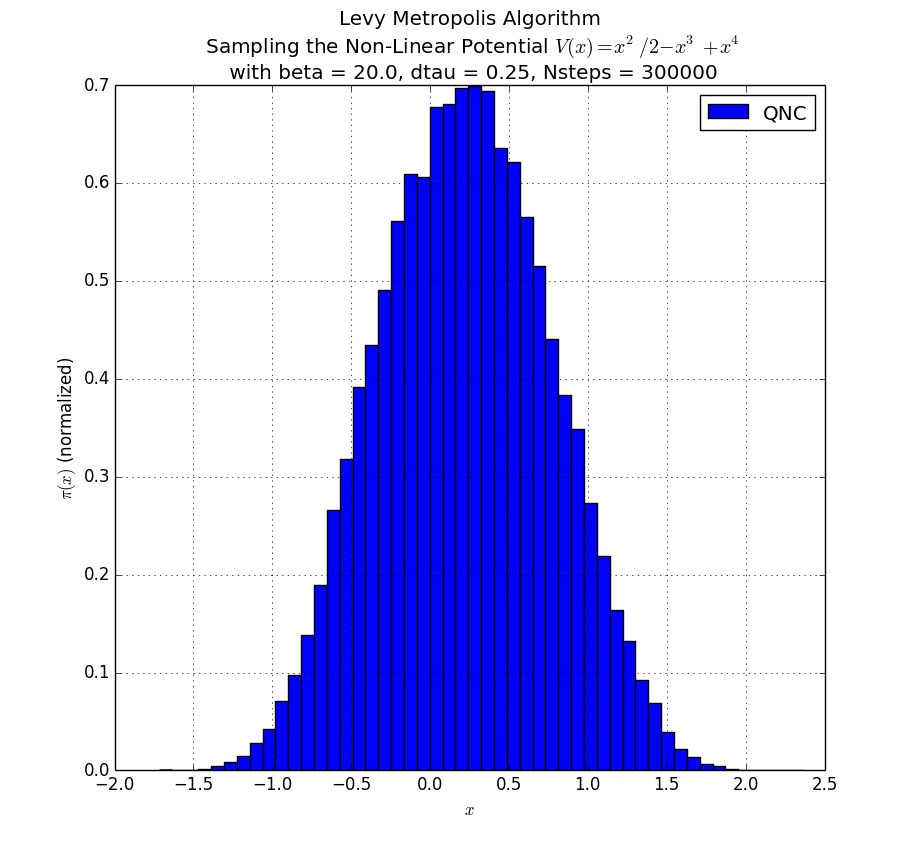 Levy Metropolis Algorithm
Sampling the Non-Linear Potential V(x)=x² /2−x³ +x⁴
with beta = 20.0, dtau = 0.25, Nsteps = 300000
QNC
0.7
0.6
0.5
0.4
0.3
0.2
0.1
0.0
π(x) (normalized)
−2.0 −1.5 −1.0 −0.5 0.0 0.5 1.0 1.5 2.0 2.5
x